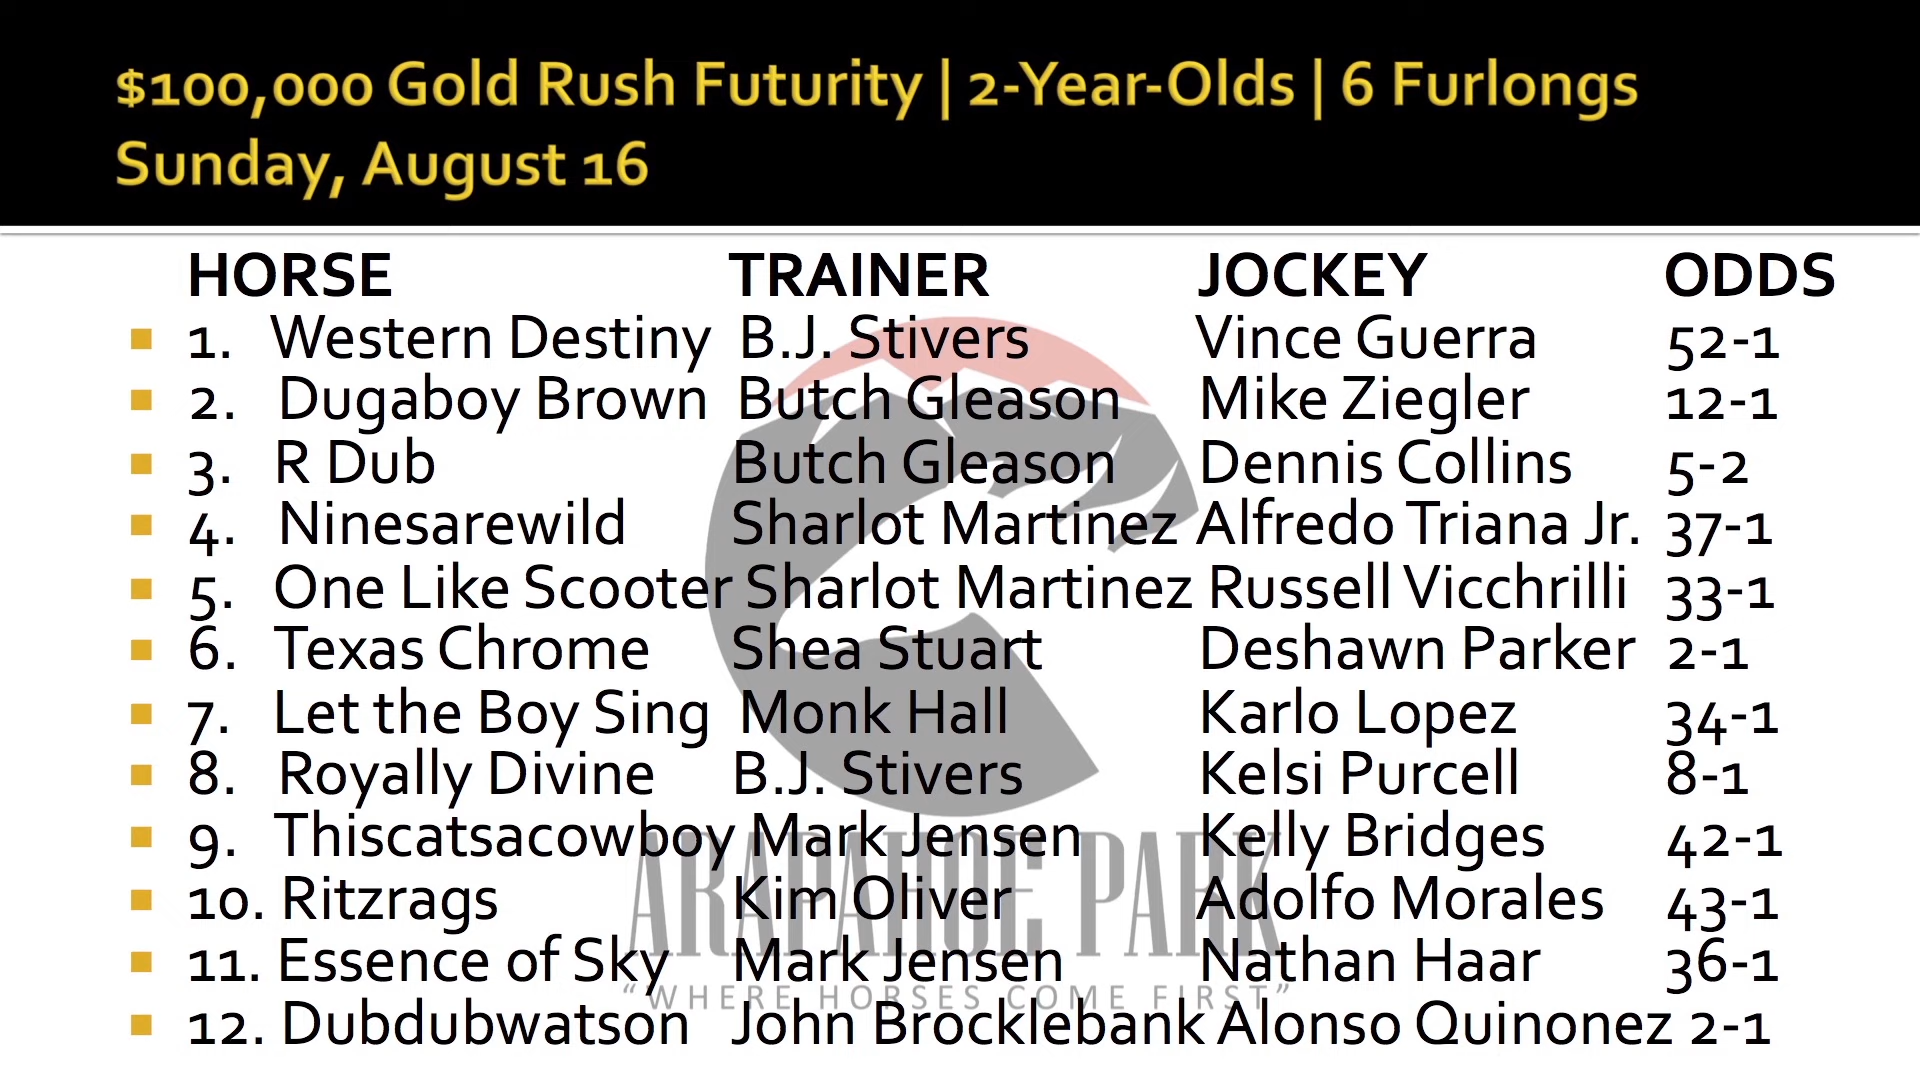 $100,000 Gold Rush Futurity | 2-Year-Olds | 6 Furlongs
Sunday, August 16
HORSE TRAINER JOCKEY ODDS
1. Western Destiny B.J. Stivers Vince Guerra 52-1
2. Dugaboy Brown Butch Gleason Mike Ziegler 12-1
3. R Dub Butch Gleason Dennis Collins 5-2
4. Ninesarewild Sharlot Martinez Alfredo Triana Jr. 37-1
5. One Like Scooter Sharlot Martinez Russell Vicchrilli 33-1
6. Texas Chrome Shea Stuart Deshawn Parker 2-1
7. Let the Boy Sing Monk Hall Karlo Lopez 34-1
8. Royally Divine B.J. Stivers Kelsi Purcell 8-1
9. Thiscatsacowboy Mark Jensen Kelly Bridges 42-1
10. Ritzrags Kim Oliver Adolfo Morales 43-1
11. Essence of Sky Mark Jensen Nathan Haar 36-1
12. Dubdubwatson John Brocklebank Alonso Quinonez 2-1
ARAPAHOE PARK
"WHERE HORSES COME FIRST"